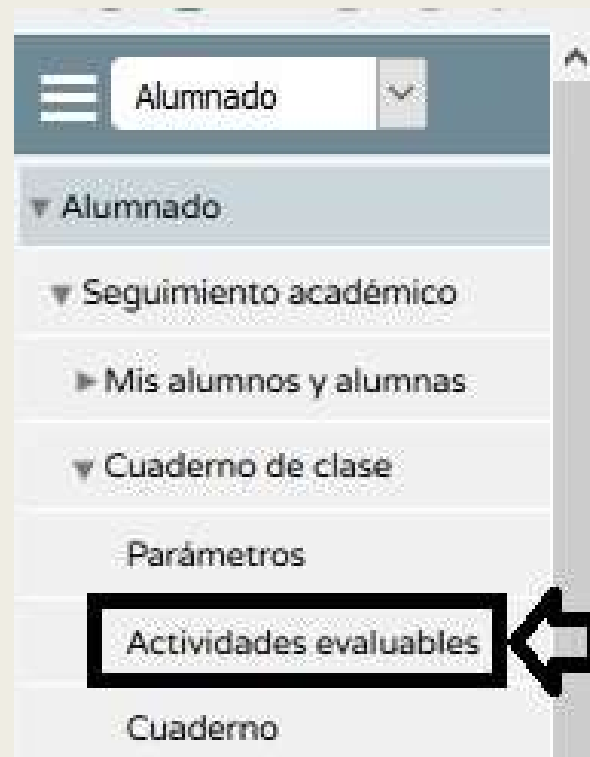 Alumnado
Alumnado
Seguimiento académico
Mis alumnos y alumnas
Cuaderno de clase
Parámetros
Actividades evaluables
Cuaderno